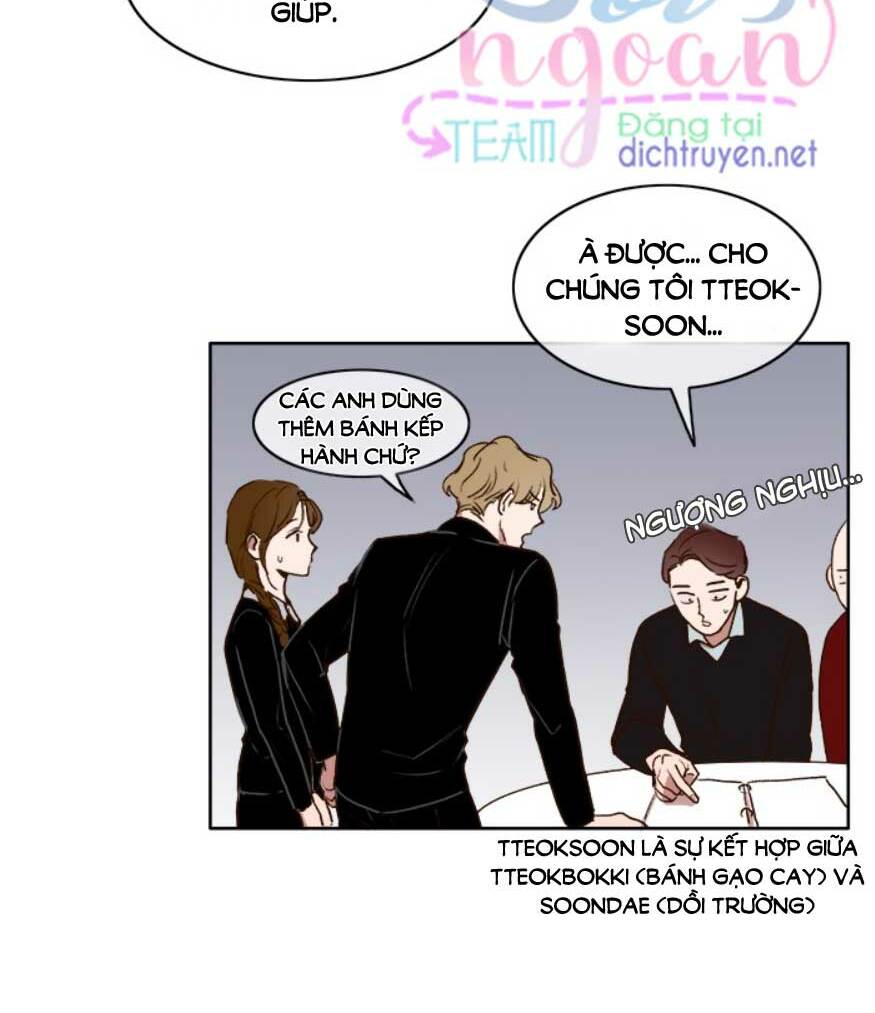 GIÚP.
ngoan
TEAM
Đăng tại
dichtruyen.net
À ĐƯỢC... CHO
CHÚNG TÔI TTEOK-
SOON...
CÁC ANH DÙNG
THÊM BÁNH KẾP
HÀNH CHỨ?
NGƯỢNG NGHỊU...
TTEOKSOON LÀ SỰ KẾT HỢP GIỮA
TTEOKBOKKI (BÁNH GẠO CAY) VÀ
SOONDAE (DỒI TRƯỜNG)